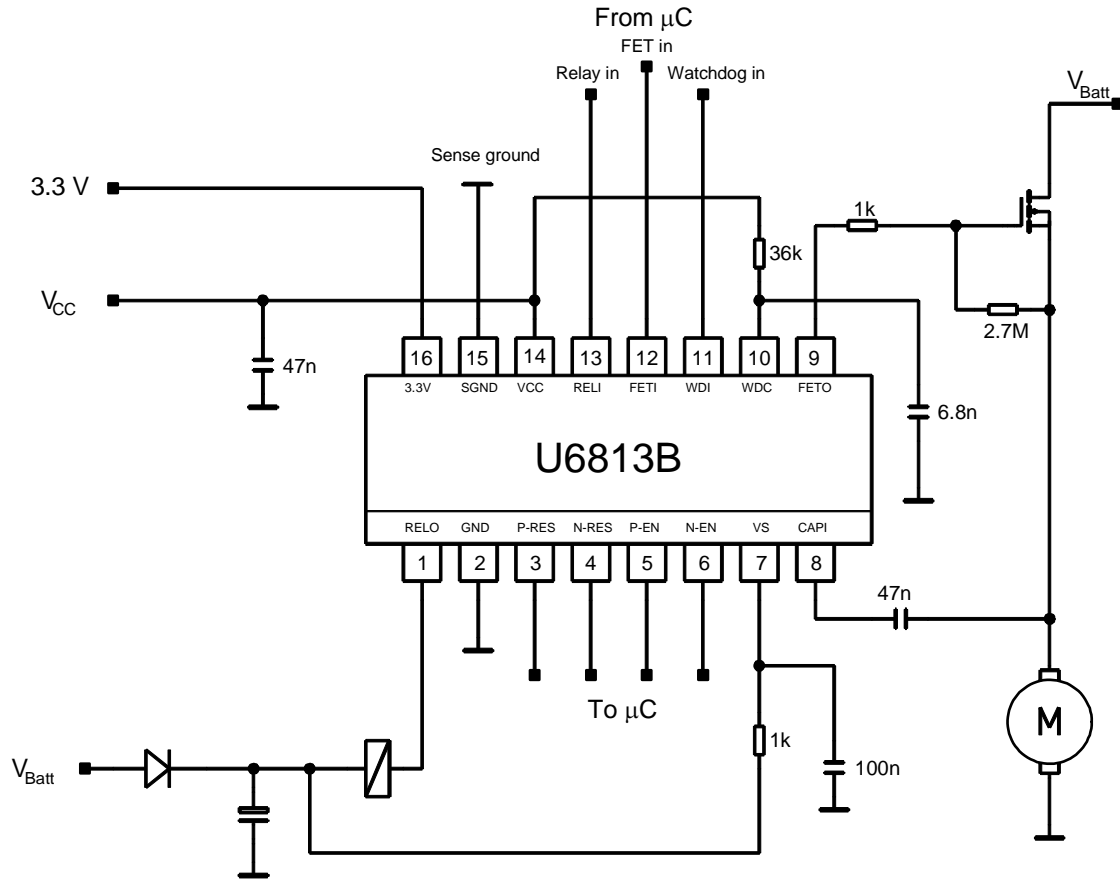 From μC
FET in
Relay in
Watchdog in
V_Batt
Sense ground
3.3 V
1k
36k
V_CC
2.7M
47n
16 15 14 13 12 11 10 9
3.3V SGND VCC RELI FETI WDI WDC FETO
6.8n
U6813B
RELO GND P-RES N-RES P-EN N-EN VS CAPI
1 2 3 4 5 6 7 8
47n
To μC
M
1k
V_Batt
100n